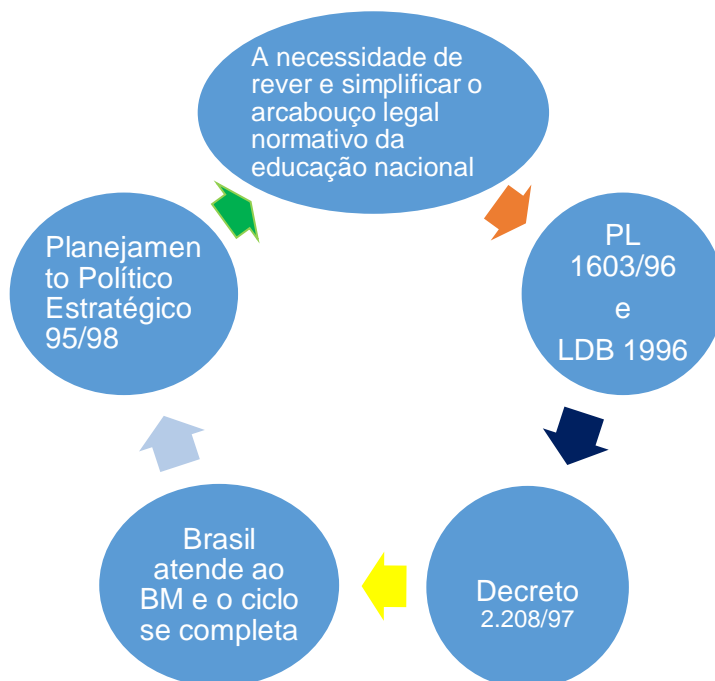 A necessidade de
rever e simplificar o
arcabouço legal
normativo da
educação nacional
PL
1603/96
e
LDB 1996
Decreto
2.208/97
Brasil
atende ao
BM e o ciclo
se completa
Planejamen
to Político
Estratégico
95/98